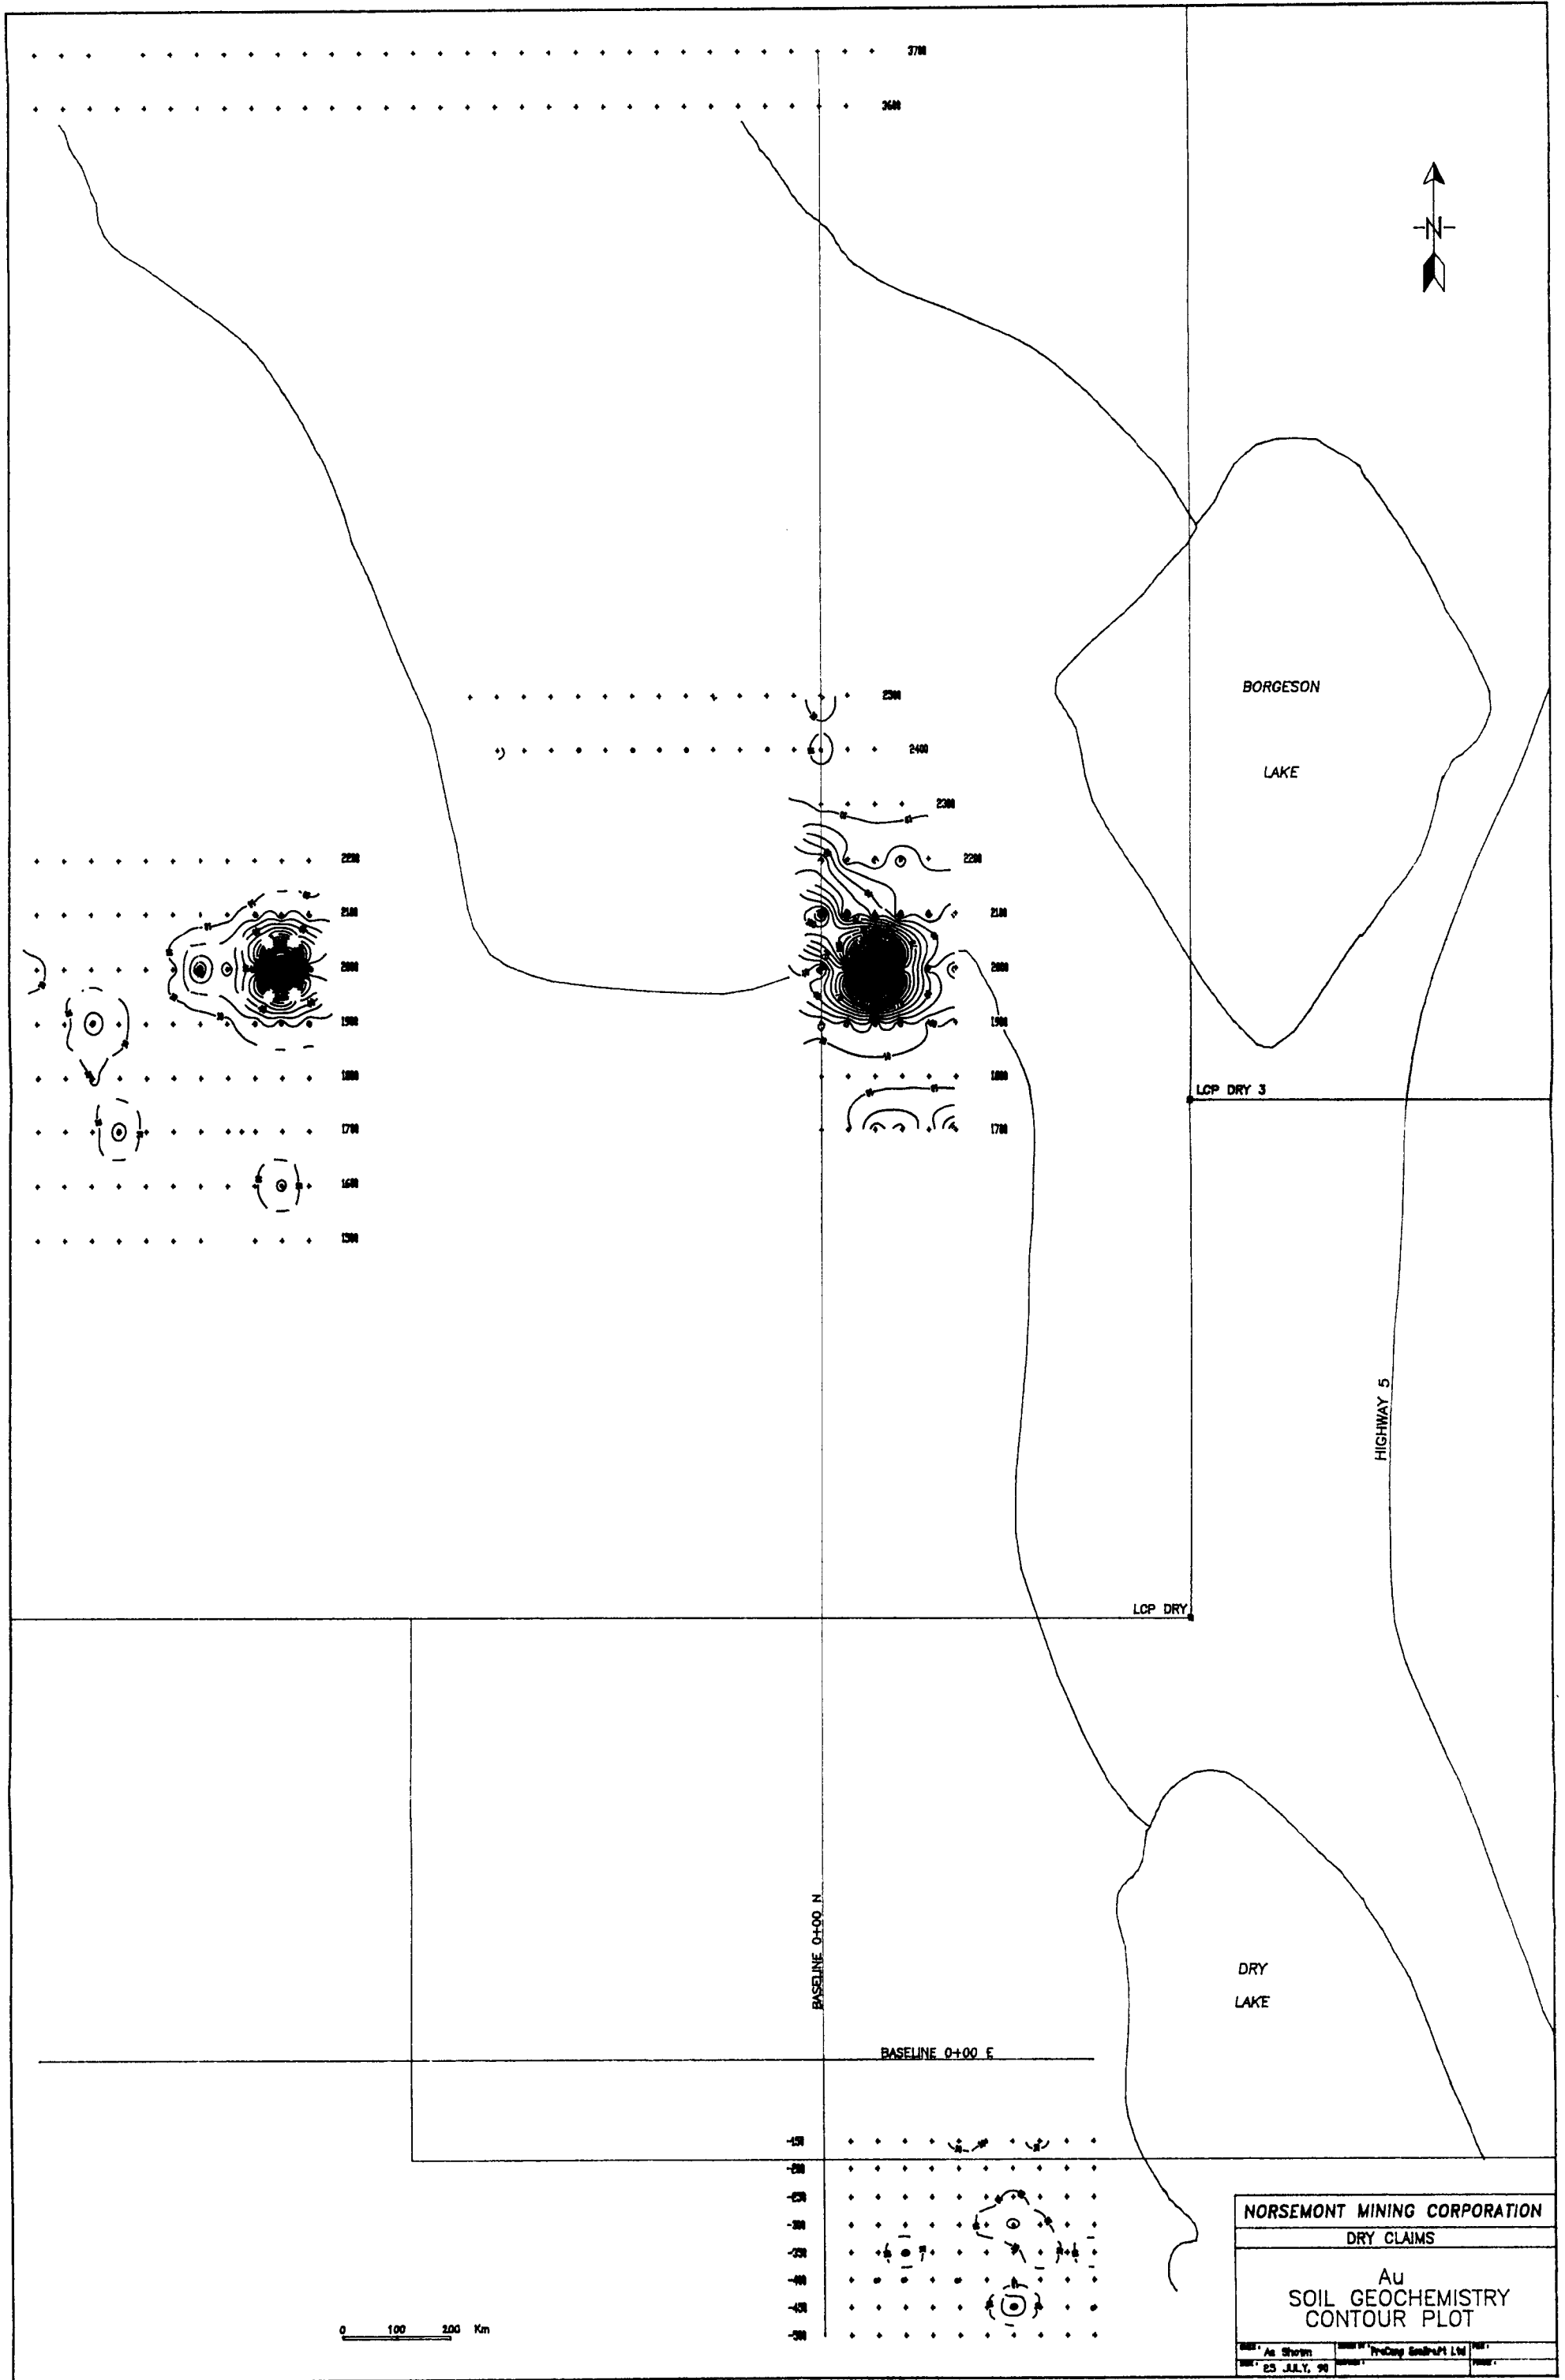 3700
3600
N
2500
2400
2300
2200
2100
2000
1900
1800
1700
2200
2100
2000
1900
1800
1700
1600
1500
BORGESON
LAKE
LCP DRY 3
HIGHWAY 5
LCP DRY
BASELINE 0+00 N
DRY
LAKE
BASELINE 0+00 E
-150
-200
-250
-300
-350
-400
-450
-500
0 100 200 Km
NORSEMONT MINING CORPORATION
DRY CLAIMS
Au
SOIL GEOCHEMISTRY
CONTOUR PLOT
As Shown
25 JULY, 90